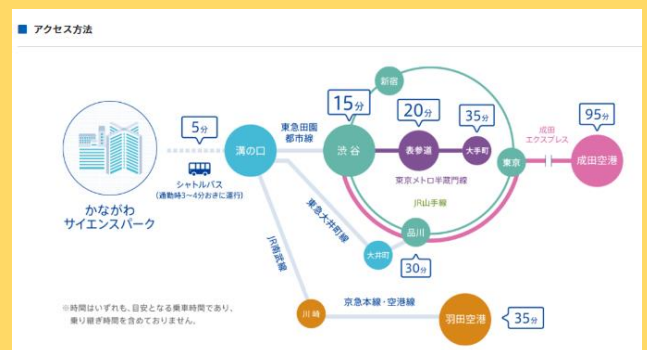 アクセス方法
新宿
15分
20分
35分
95分
5分
東急田園
都市線
成田
エクスプレス
溝の口
渋谷
表参道
大手町
東京
成田空港
シャトルバス
(通勤時3~4分おきに運行)
東京メトロ半蔵門線
JR山手線
かながわ
サイエンスパーク
東急大井町線
品川
大井町
30分
JR南武線
京急本線・空港線
川崎
羽田空港
35分
※時間はいずれも、目安となる乗車時間であり、
乗り継ぎ時間を含めておりません。